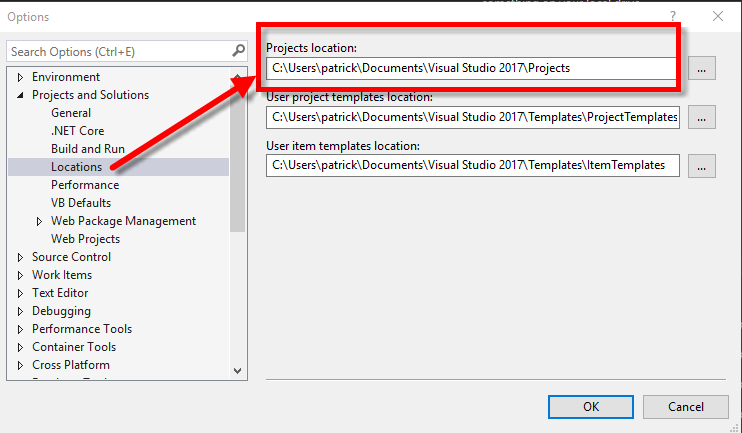 Options
?
Search Options (Ctrl+E)
Environment
Projects and Solutions
General
.NET Core
Build and Run
Locations
Performance
VB Defaults
Web Package Management
Web Projects
Source Control
Work Items
Text Editor
Debugging
Performance Tools
Container Tools
Cross Platform
Projects location:
C:\Users\patrick\Documents\Visual Studio 2017\Projects
...
User project templates location:
C:\Users\patrick\Documents\Visual Studio 2017\Templates\ProjectTemplates
...
User item templates location:
C:\Users\patrick\Documents\Visual Studio 2017\Templates\ItemTemplates
...
OK
Cancel